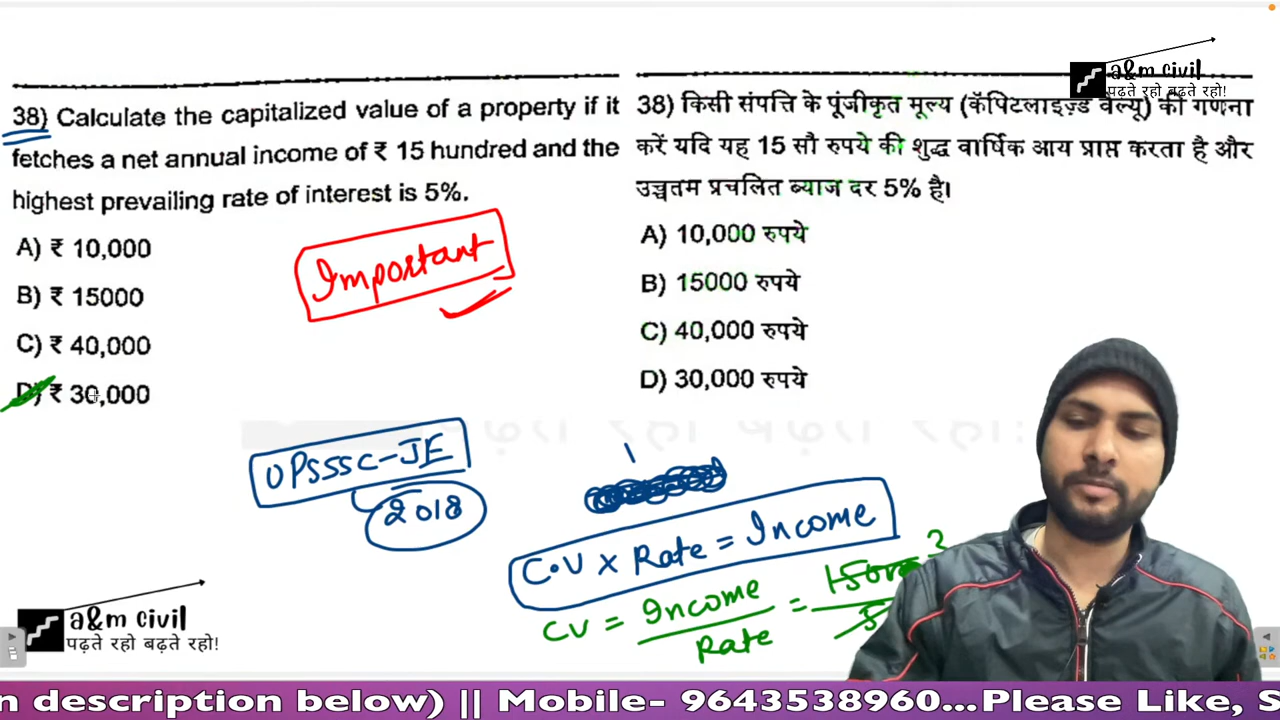 a&m civil
पढ़ते रहो बढ़ते रहो!
38) Calculate the capitalized value of a property if it
fetches a net annual income of ₹ 15 hundred and the
highest prevailing rate of interest is 5%.
A) ₹ 10,000
B) ₹ 15000
C) ₹ 40,000
D) ₹ 30,000
Important
38) किसी संपत्ति के पूंजीकृत मूल्य (कॅपिटलाइज़्ड वेल्यू) की गणना
करें यदि यह 15 सौ रुपये की शुद्ध वार्षिक आय प्राप्त करता है और
उच्चतम प्रचलित ब्याज दर 5% है।
A) 10,000 रुपये
B) 15000 रुपये
C) 40,000 रुपये
D) 30,000 रुपये
UPSSSC-JE
2018
C.V x Rate = Income
CV = Income / Rate = 1500 / 5
3
a&m civil
पढ़ते रहो बढ़ते रहो!
n description below) || Mobile- 9643538960...Please Like, S